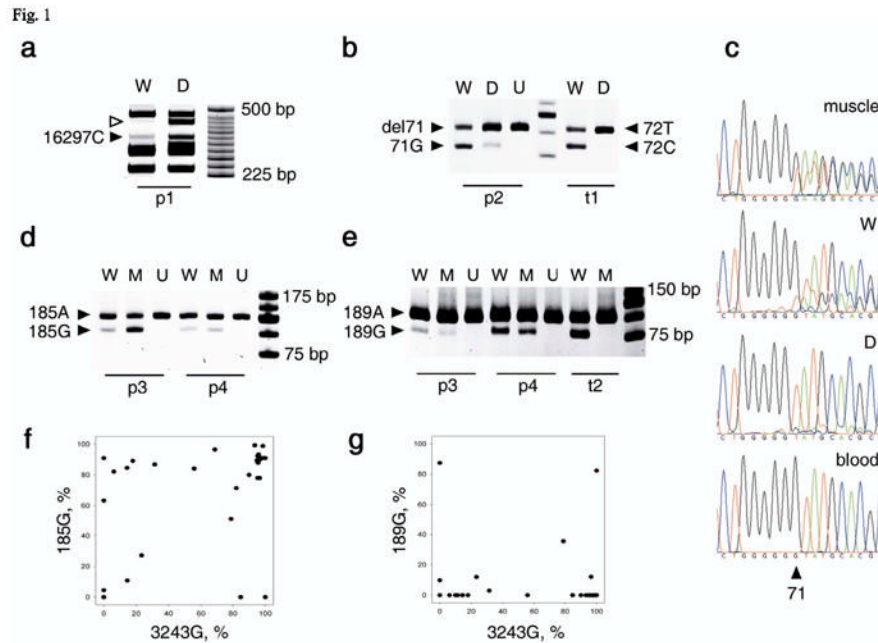 Fig. 1
a
W D
500 bp
16297C
225 bp
p1
b
W D U W D
del71 72T
71G 72C
p2 t1
c
muscle
C T G G G G G G A A G G A C C C
W
D
C T G G G G G T A T G C A C G C
blood
C T G G G G G G T A T G C A C G
71
d
W M U W M U
175 bp
185A
185G
75 bp
p3 p4
e
W M U W M U W M
150 bp
189A
189G
75 bp
p3 p4 t2
f
185G, %
100
80
60
40
20
0
0 20 40 60 80 100
3243G, %
g
189G, %
100
80
60
40
20
0
0 20 40 60 80 100
3243G, %